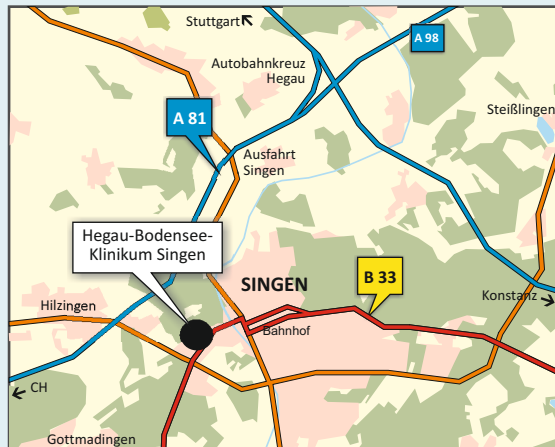 Stuttgart
A 98
Autobahnkreuz
Hegau
Steißlingen
A 81
Ausfahrt
Singen
Hegau-Bodensee-
Klinikum Singen
SINGEN
B 33
Konstanz
Hilzingen
Bahnhof
CH
Gottmadingen